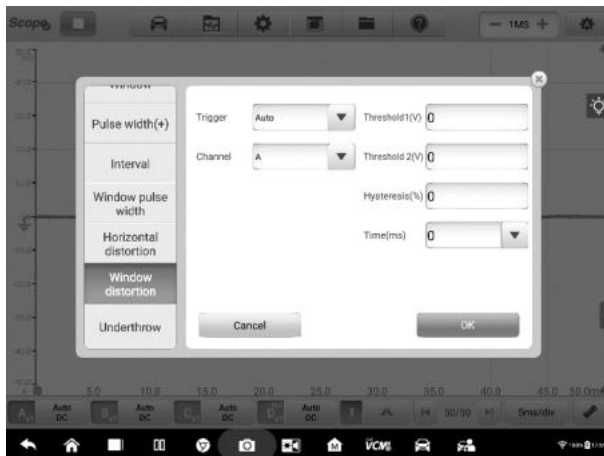 Scope
1MS
Pulse width(+)
Interval
Window pulse
width
Horizontal
distortion
Window
distortion
Underthrow
Trigger
Auto
Threshold1(V)
0
Channel
A
Threshold 2(V)
0
Hysteresis(%)
0
Time(ms)
0
Cancel
OK
5.0
10.0
15.0
20.0
25.0
30.0
35.0
40.0
45.0
50.0ms
A
Auto
DC
B
Auto
DC
C
Auto
DC
D
Auto
DC
T
30/30
5ms/div
VCMI